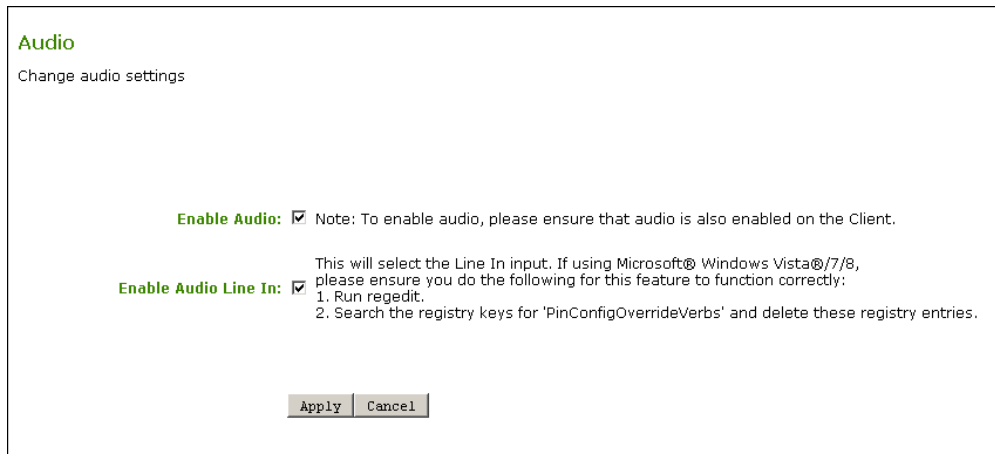 Audio
Change audio settings
Enable Audio: Note: To enable audio, please ensure that audio is also enabled on the Client.
Enable Audio Line In: This will select the Line In input. If using Microsoft® Windows Vista®/7/8,
please ensure you do the following for this feature to function correctly:
1. Run regedit.
2. Search the registry keys for 'PinConfigOverrideVerbs' and delete these registry entries.
Apply Cancel